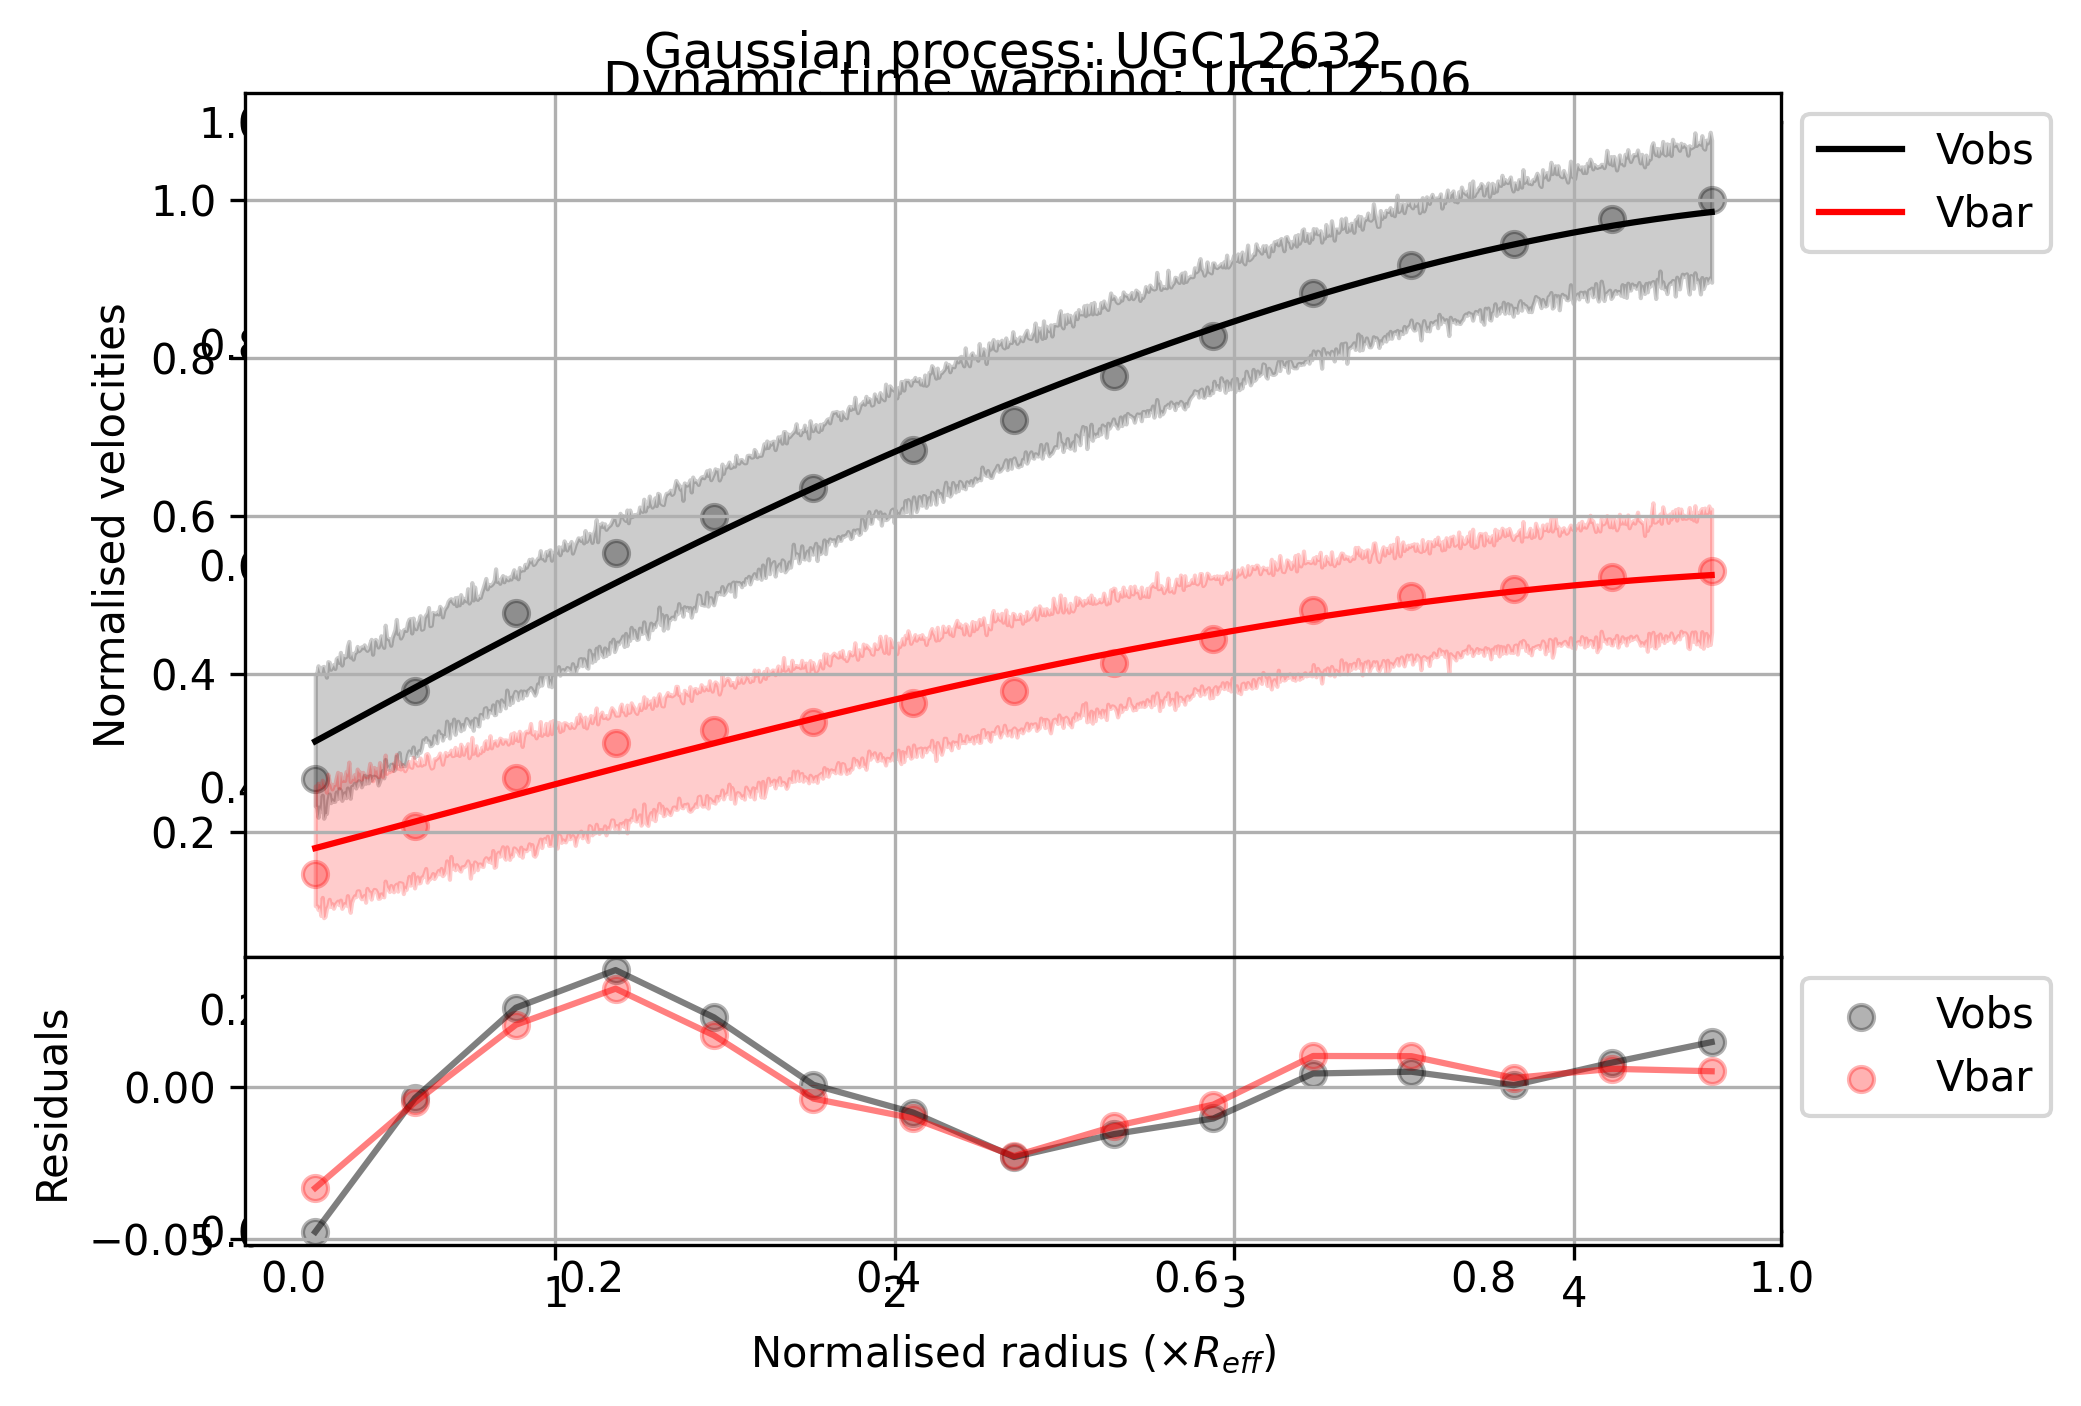 Gaussian process: UGC12632
Dynamic time warping: UGC12506
Normalised velocities
1.0
0.8
0.6
0.4
0.2
Vobs
Vbar
Residuals
0.00
−0.05
Vobs
Vbar
0.0 0.2 0.4 0.6 0.8 1.0
1 2 3 4
Normalised radius (×R_eff)